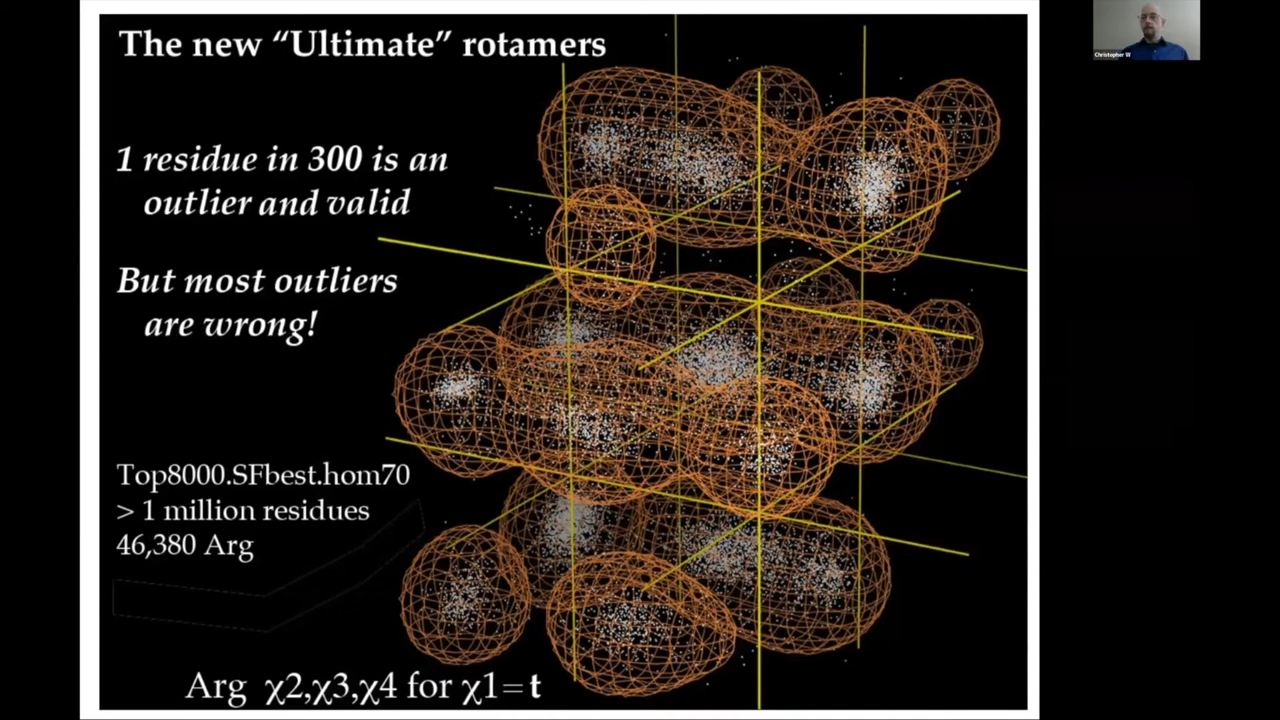 The new “Ultimate” rotamers
1 residue in 300 is an
outlier and valid
But most outliers
are wrong!
Top8000.SFbest.hom70
> 1 million residues
46,380 Arg
Arg χ2,χ3,χ4 for χ1=t
Christopher W